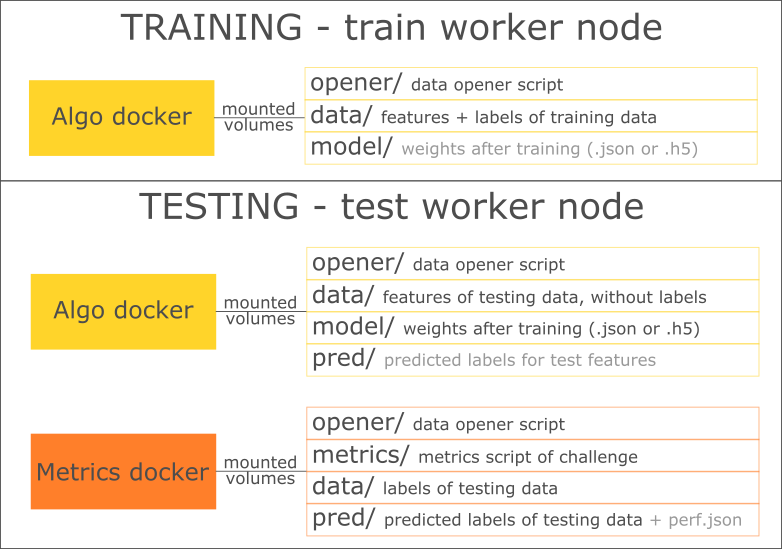 TRAINING - train worker node
Algo docker
mounted
volumes
opener/ data opener script
data/ features + labels of training data
model/ weights after training (.json or .h5)
TESTING - test worker node
Algo docker
mounted
volumes
opener/ data opener script
data/ features of testing data, without labels
model/ weights after training (.json or .h5)
pred/ predicted labels for test features
Metrics docker
mounted
volumes
opener/ data opener script
metrics/ metrics script of challenge
data/ labels of testing data
pred/ predicted labels of testing data + perf.json